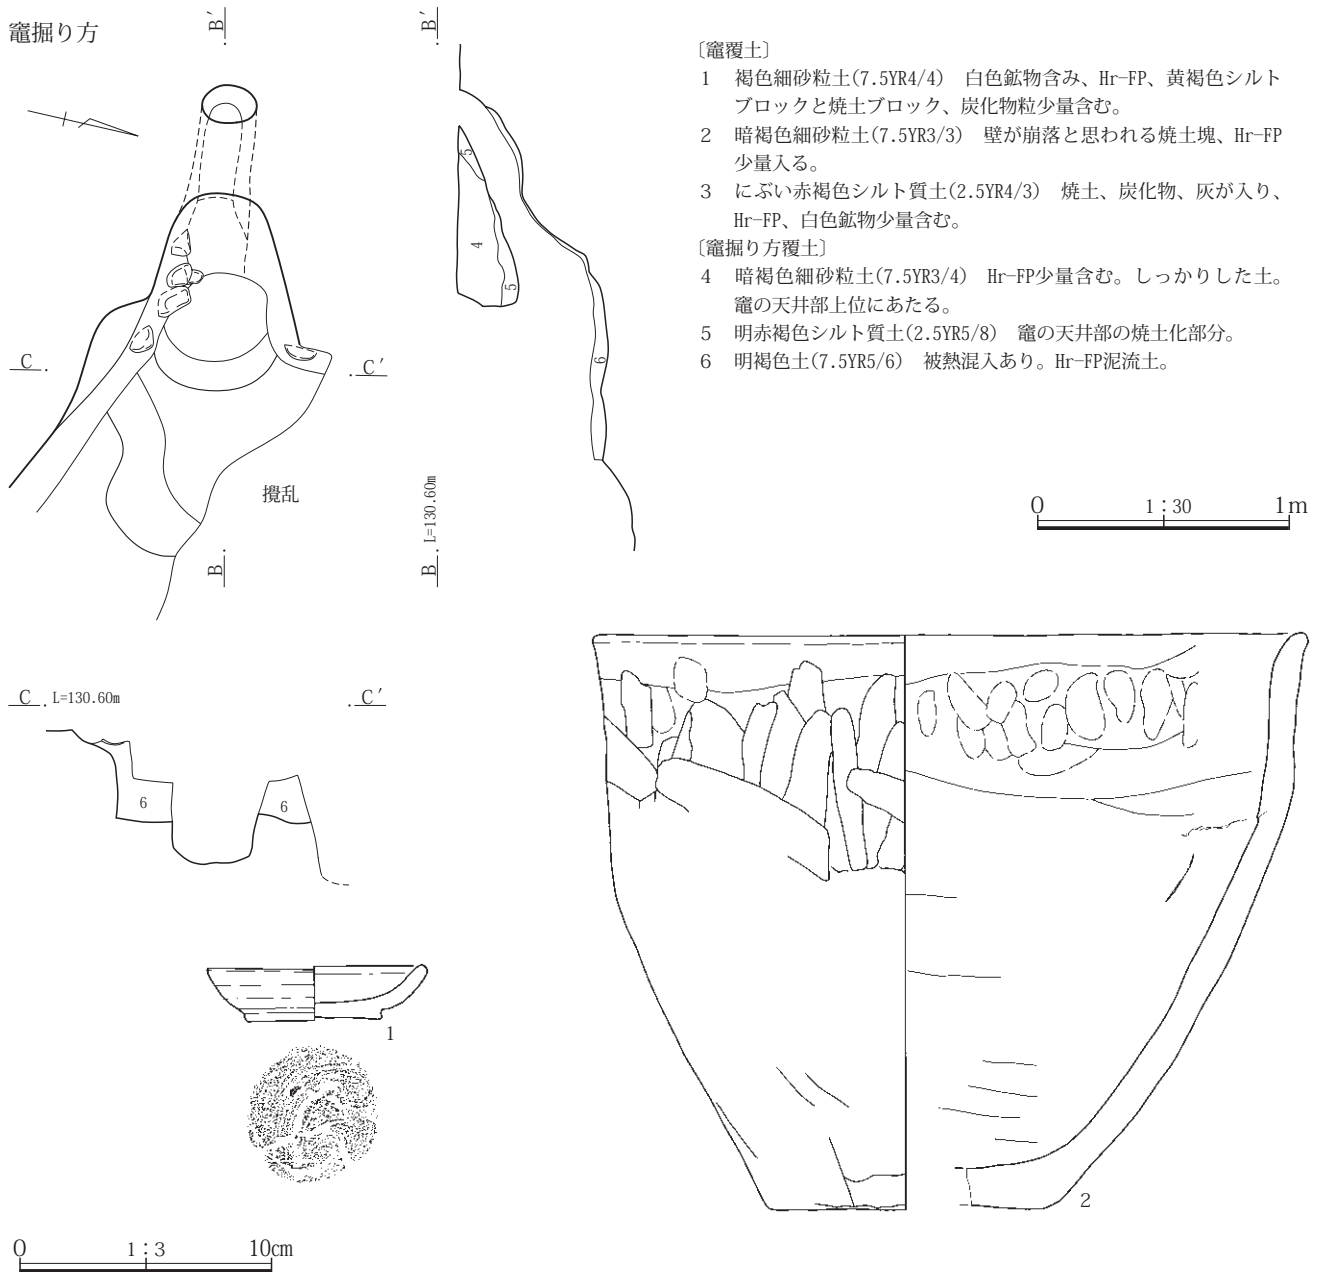 竈掘り方
B′
B′
C
C′
攪乱
B
B
L=130.60m
5
4
5
6
〔竈覆土〕
1 褐色細砂粒土(7.5YR4/4) 白色鉱物含み、Hr-FP、黄褐色シルト
ブロックと焼土ブロック、炭化物粒少量含む。
2 暗褐色細砂粒土(7.5YR3/3) 壁が崩落と思われる焼土塊、Hr-FP
少量入る。
3 にぶい赤褐色シルト質土(2.5YR4/3) 焼土、炭化物、灰が入り、
Hr-FP、白色鉱物少量含む。
〔竈掘り方覆土〕
4 暗褐色細砂粒土(7.5YR3/4) Hr-FP少量含む。しっかりした土。
竈の天井部上位にあたる。
5 明赤褐色シルト質土(2.5YR5/8) 竈の天井部の焼土化部分。
6 明褐色土(7.5YR5/6) 被熱混入あり。Hr-FP泥流土。
0 1:30 1m
C L=130.60m C′
6 6
1
2
0 1:3 10cm